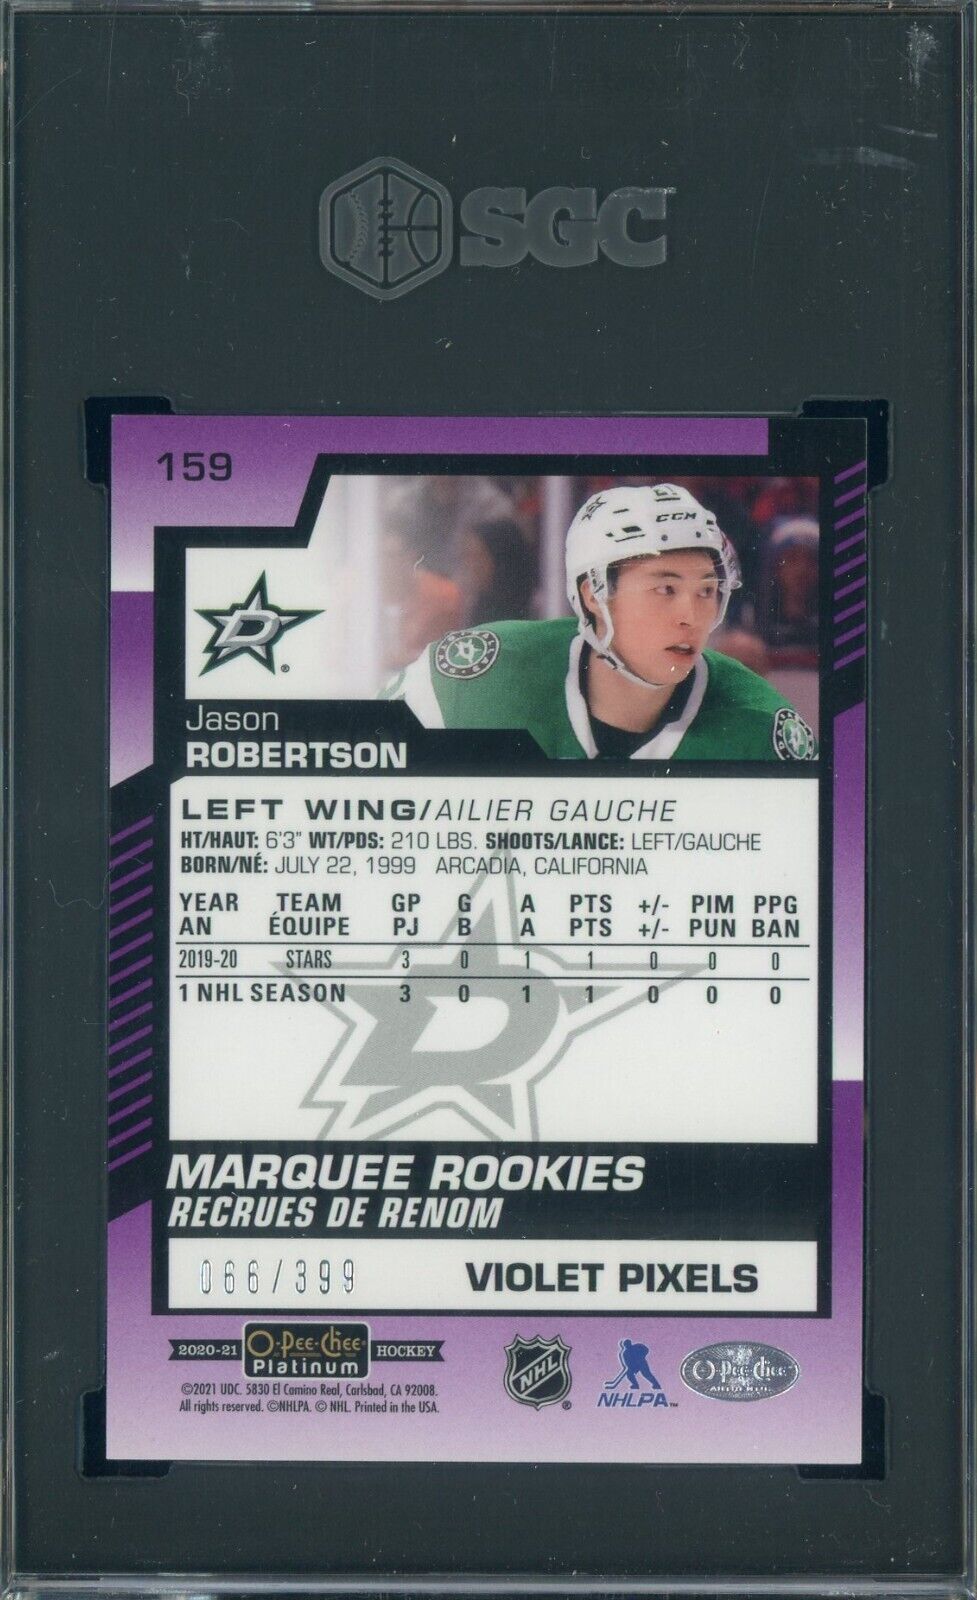 SGC
159
CCM
Jason
ROBERTSON
LEFT WING/AILIER GAUCHE
HT/HAUT: 6'3" WT/PDS: 210 LBS. SHOOTS/LANCE: LEFT/GAUCHE
BORN/NÉ: JULY 22, 1999 ARCADIA, CALIFORNIA
YEAR TEAM GP G A PTS +/- PIM PPG
AN ÉQUIPE PJ B A PTS +/- PUN BAN
2019-20 STARS 3 0 1 1 0 0 0
1 NHL SEASON 3 0 1 1 0 0 0
MARQUEE ROOKIES
RECRUES DE RENOM
066/399 VIOLET PIXELS
2020-21 O-Pee-Chee Platinum HOCKEY
©2021 UDC. 5830 El Camino Real, Carlsbad, CA 92008.
All rights reserved. ©NHLPA. © NHL. Printed in the USA.
NHL®
NHLPA™
O-Pee-Chee